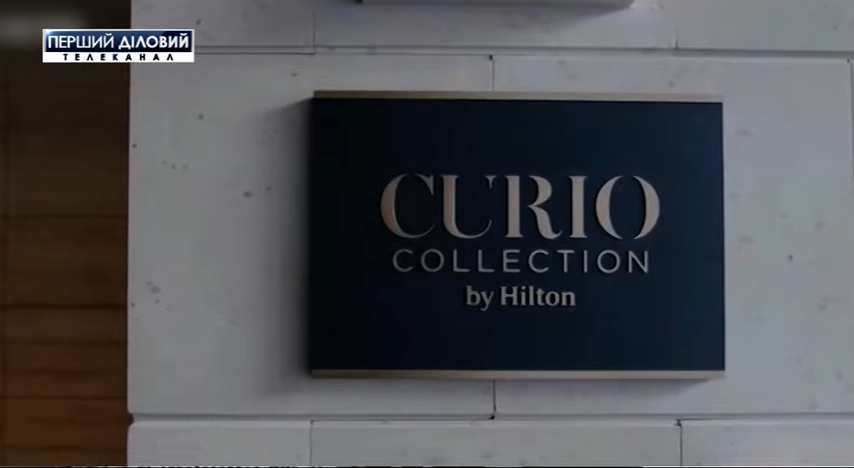 ПЕРШИЙ ДІЛОВИЙ
ТЕЛЕКАНАЛ
CURIO
COLLECTION
by Hilton